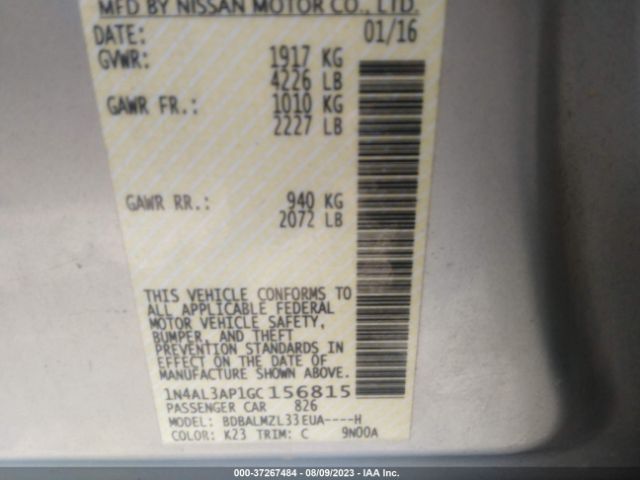 MFD BY NISSAN MOTOR CO., LTD.
DATE: 01/16
GVWR: 1917 KG
4226 LB
GAWR FR.: 1010 KG
2227 LB
GAWR RR.: 940 KG
2072 LB
THIS VEHICLE CONFORMS TO
ALL APPLICABLE FEDERAL
MOTOR VEHICLE SAFETY,
BUMPER, AND THEFT
PREVENTION STANDARDS IN
EFFECT ON THE DATE OF
MANUFACTURE SHOWN ABOVE.
1N4AL3AP1GC156815
PASSENGER CAR 826
MODEL: BDBALMZL33EUA----H
COLOR: K23 TRIM: C 9N00A
000-37267484 - 08/09/2023 - IAA Inc.